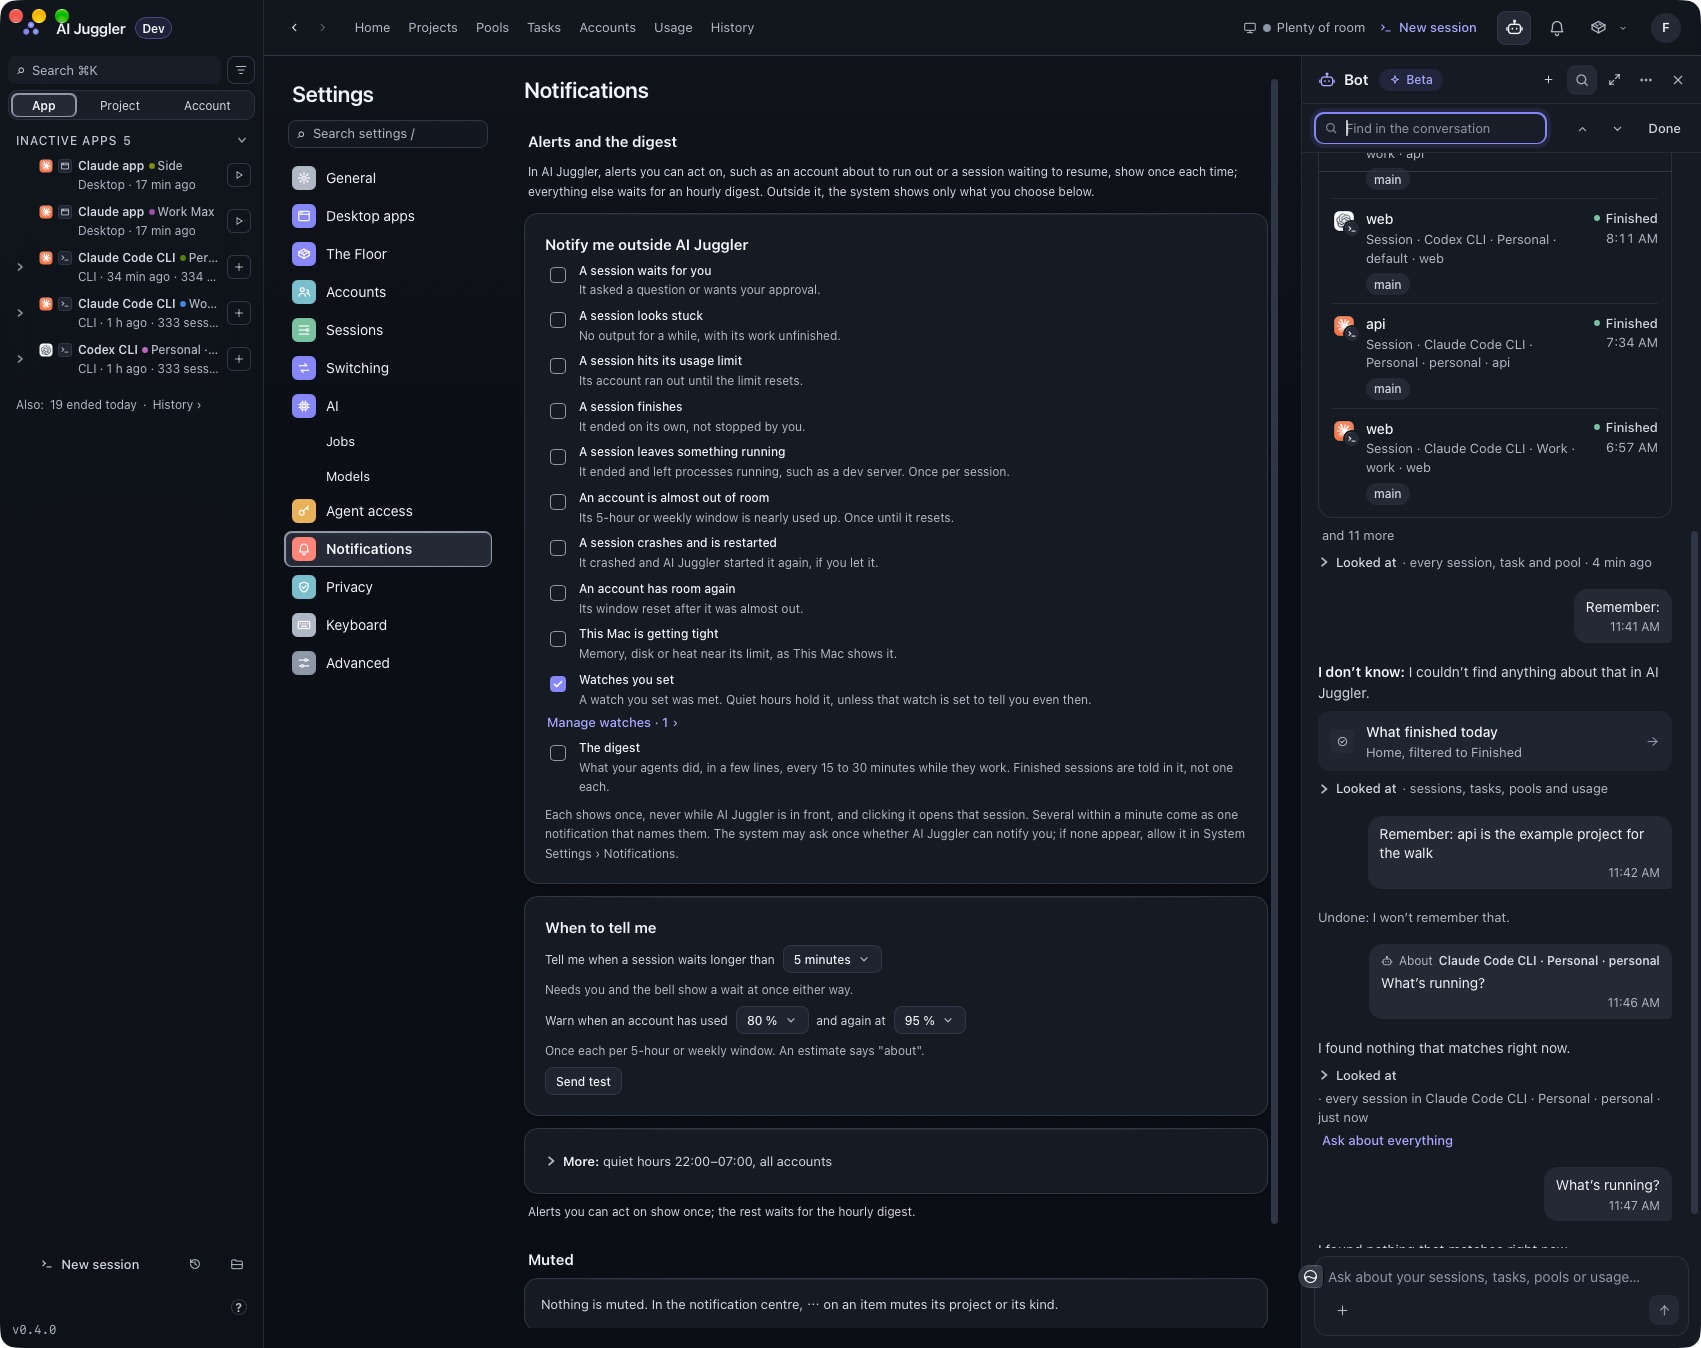 AI Juggler Dev
Search ⌘K
App Project Account
INACTIVE APPS 5
Claude app Side
Desktop · 17 min ago
Claude app Work Max
Desktop · 17 min ago
Claude Code CLI Per...
CLI · 34 min ago · 334 ...
Claude Code CLI Wo...
CLI · 1 h ago · 333 sess...
Codex CLI Personal ·...
CLI · 1 h ago · 333 sess...
Also: 19 ended today · History ›
New session
?
v0.4.0
Home Projects Pools Tasks Accounts Usage History
Plenty of room
New session
F
Settings
Search settings /
General
Desktop apps
The Floor
Accounts
Sessions
Switching
AI
Jobs
Models
Agent access
Notifications
Privacy
Keyboard
Advanced
Notifications
Alerts and the digest
In AI Juggler, alerts you can act on, such as an account about to run out or a session waiting to resume, show once each time;
everything else waits for an hourly digest. Outside it, the system shows only what you choose below.
Notify me outside AI Juggler
A session waits for you
It asked a question or wants your approval.
A session looks stuck
No output for a while, with its work unfinished.
A session hits its usage limit
Its account ran out until the limit resets.
A session finishes
It ended on its own, not stopped by you.
A session leaves something running
It ended and left processes running, such as a dev server. Once per session.
An account is almost out of room
Its 5-hour or weekly window is nearly used up. Once until it resets.
A session crashes and is restarted
It crashed and AI Juggler started it again, if you let it.
An account has room again
Its window reset after it was almost out.
This Mac is getting tight
Memory, disk or heat near its limit, as This Mac shows it.
Watches you set
A watch you set was met. Quiet hours hold it, unless that watch is set to tell you even then.
Manage watches · 1 ›
The digest
What your agents did, in a few lines, every 15 to 30 minutes while they work. Finished sessions are told in it, not one
each.
Each shows once, never while AI Juggler is in front, and clicking it opens that session. Several within a minute come as one
notification that names them. The system may ask once whether AI Juggler can notify you; if none appear, allow it in System
Settings › Notifications.
When to tell me
Tell me when a session waits longer than 5 minutes
Needs you and the bell show a wait at once either way.
Warn when an account has used 80 % and again at 95 %
Once each per 5-hour or weekly window. An estimate says "about".
Send test
More: quiet hours 22:00–07:00, all accounts
Alerts you can act on show once; the rest waits for the hourly digest.
Muted
Nothing is muted. In the notification centre, ··· on an item mutes its project or its kind.
Bot Beta
Find in the conversation
Done
work · api
main
web Finished
Session · Codex CLI · Personal · 8:11 AM
default · web
main
api Finished
Session · Claude Code CLI · 7:34 AM
Personal · personal · api
main
web Finished
Session · Claude Code CLI · Work · 6:57 AM
work · web
main
and 11 more
Looked at · every session, task and pool · 4 min ago
Remember:
11:41 AM
I don't know: I couldn't find anything about that in AI
Juggler.
What finished today
Home, filtered to Finished
Looked at · sessions, tasks, pools and usage
Remember: api is the example project for
the walk
11:42 AM
Undone: I won't remember that.
About Claude Code CLI · Personal · personal
What's running?
11:46 AM
I found nothing that matches right now.
Looked at
· every session in Claude Code CLI · Personal · personal ·
just now
Ask about everything
What's running?
11:47 AM
I found nothing that matches right now.
Ask about your sessions, tasks, pools or usage...